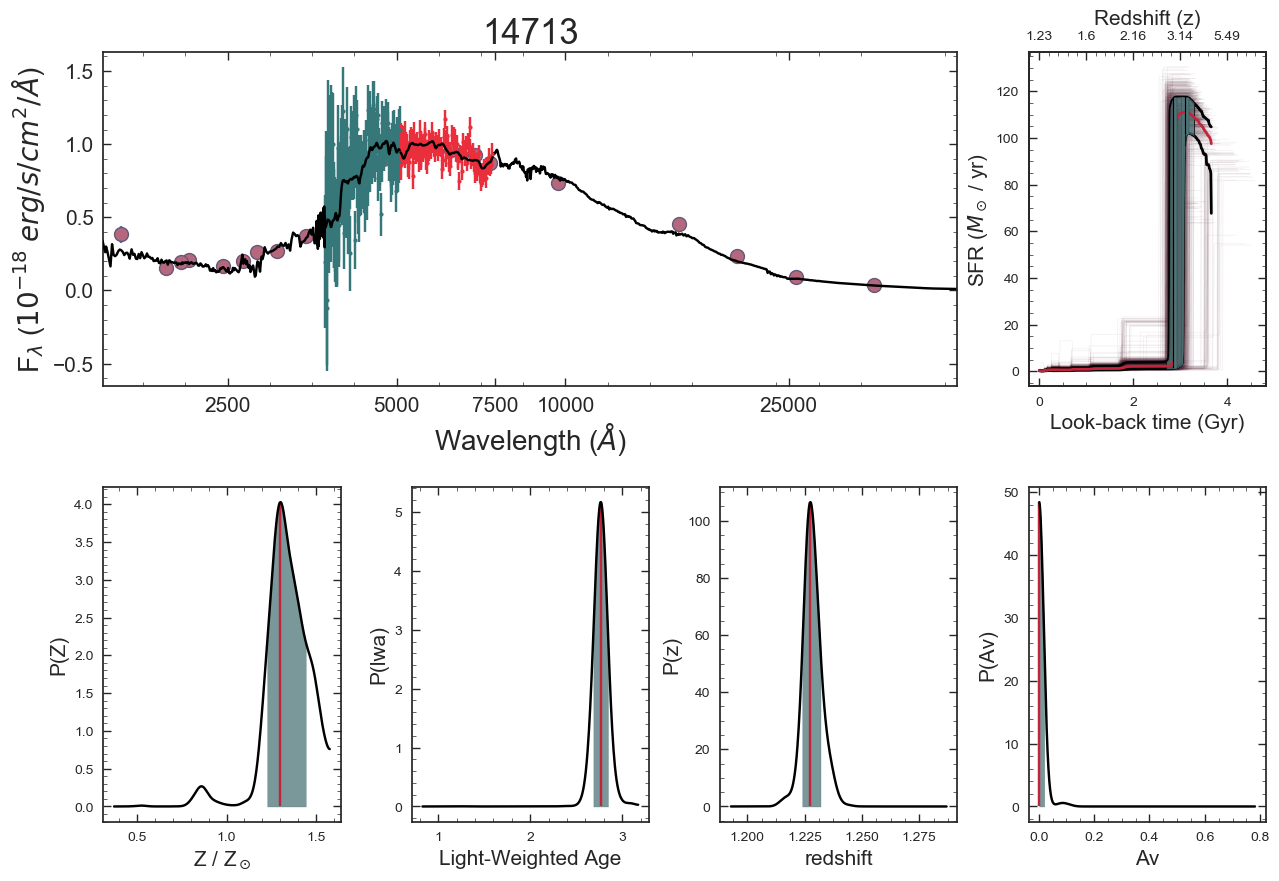 14713
F_λ (10^{-18} erg/s/cm^2/Å)
1.5
1.0
0.5
0.0
−0.5
2500 5000 7500 10000 25000
Wavelength (Å)
Redshift (z)
1.23 1.6 2.16 3.14 5.49
SFR (M_⊙ / yr)
120
100
80
60
40
20
0
0 2 4
Look-back time (Gyr)
P(Z)
4.0
3.5
3.0
2.5
2.0
1.5
1.0
0.5
0.0
0.5 1.0 1.5
Z / Z_⊙
P(lwa)
5
4
3
2
1
0
1 2 3
Light-Weighted Age
P(z)
100
80
60
40
20
0
1.200 1.225 1.250 1.275
redshift
P(Av)
50
40
30
20
10
0
0.0 0.2 0.4 0.6 0.8
Av